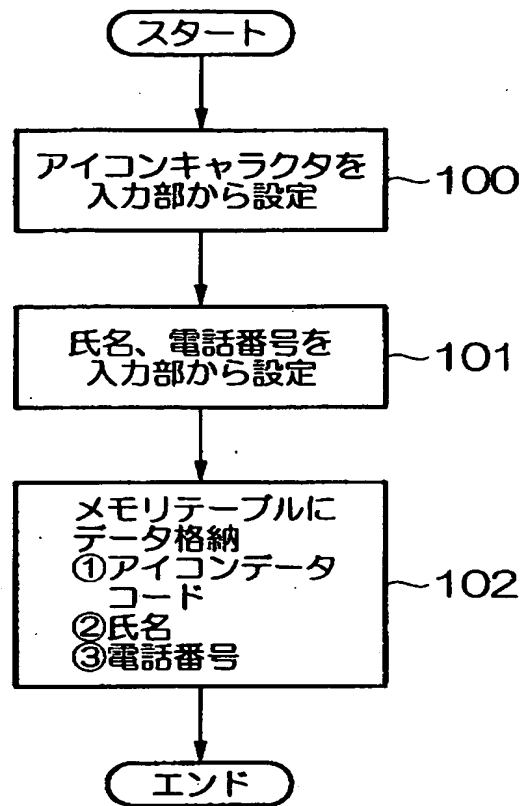 スタート
アイコンキャラクタを
入力部から設定
100
氏名、電話番号を
入力部から設定
101
メモリテーブルに
データ格納
①アイコンデータ
コード
②氏名
③電話番号
102
エンド